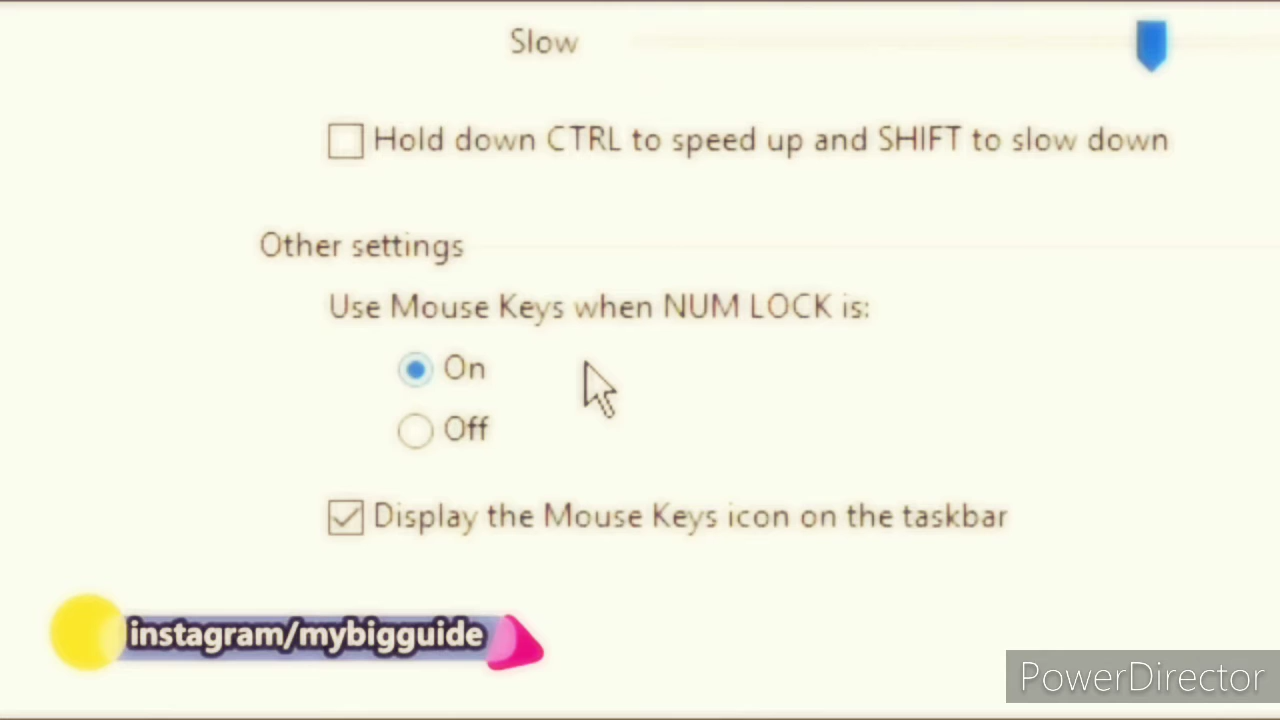 Slow
Hold down CTRL to speed up and SHIFT to slow down
Other settings
Use Mouse Keys when NUM LOCK is:
On
Off
Display the Mouse Keys icon on the taskbar
instagram/mybigguide
PowerDirector